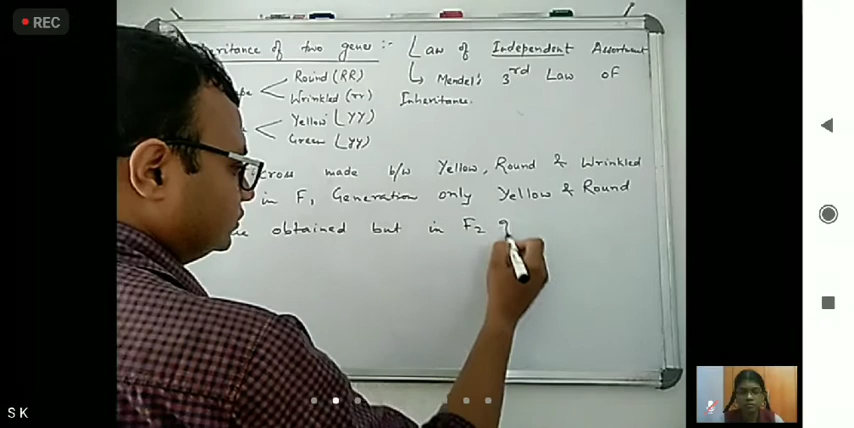 REC
of two genes :- Law of Independent Assortment
Round (RR)
↳ Mendel's 3rd Law of
Wrinkled (rr)
Inheritance.
Yellow (YY)
Green (yy)
cross made b/w Yellow, Round & Wrinkled
in F1 Generation only Yellow & Round
obtained but in F2
S K